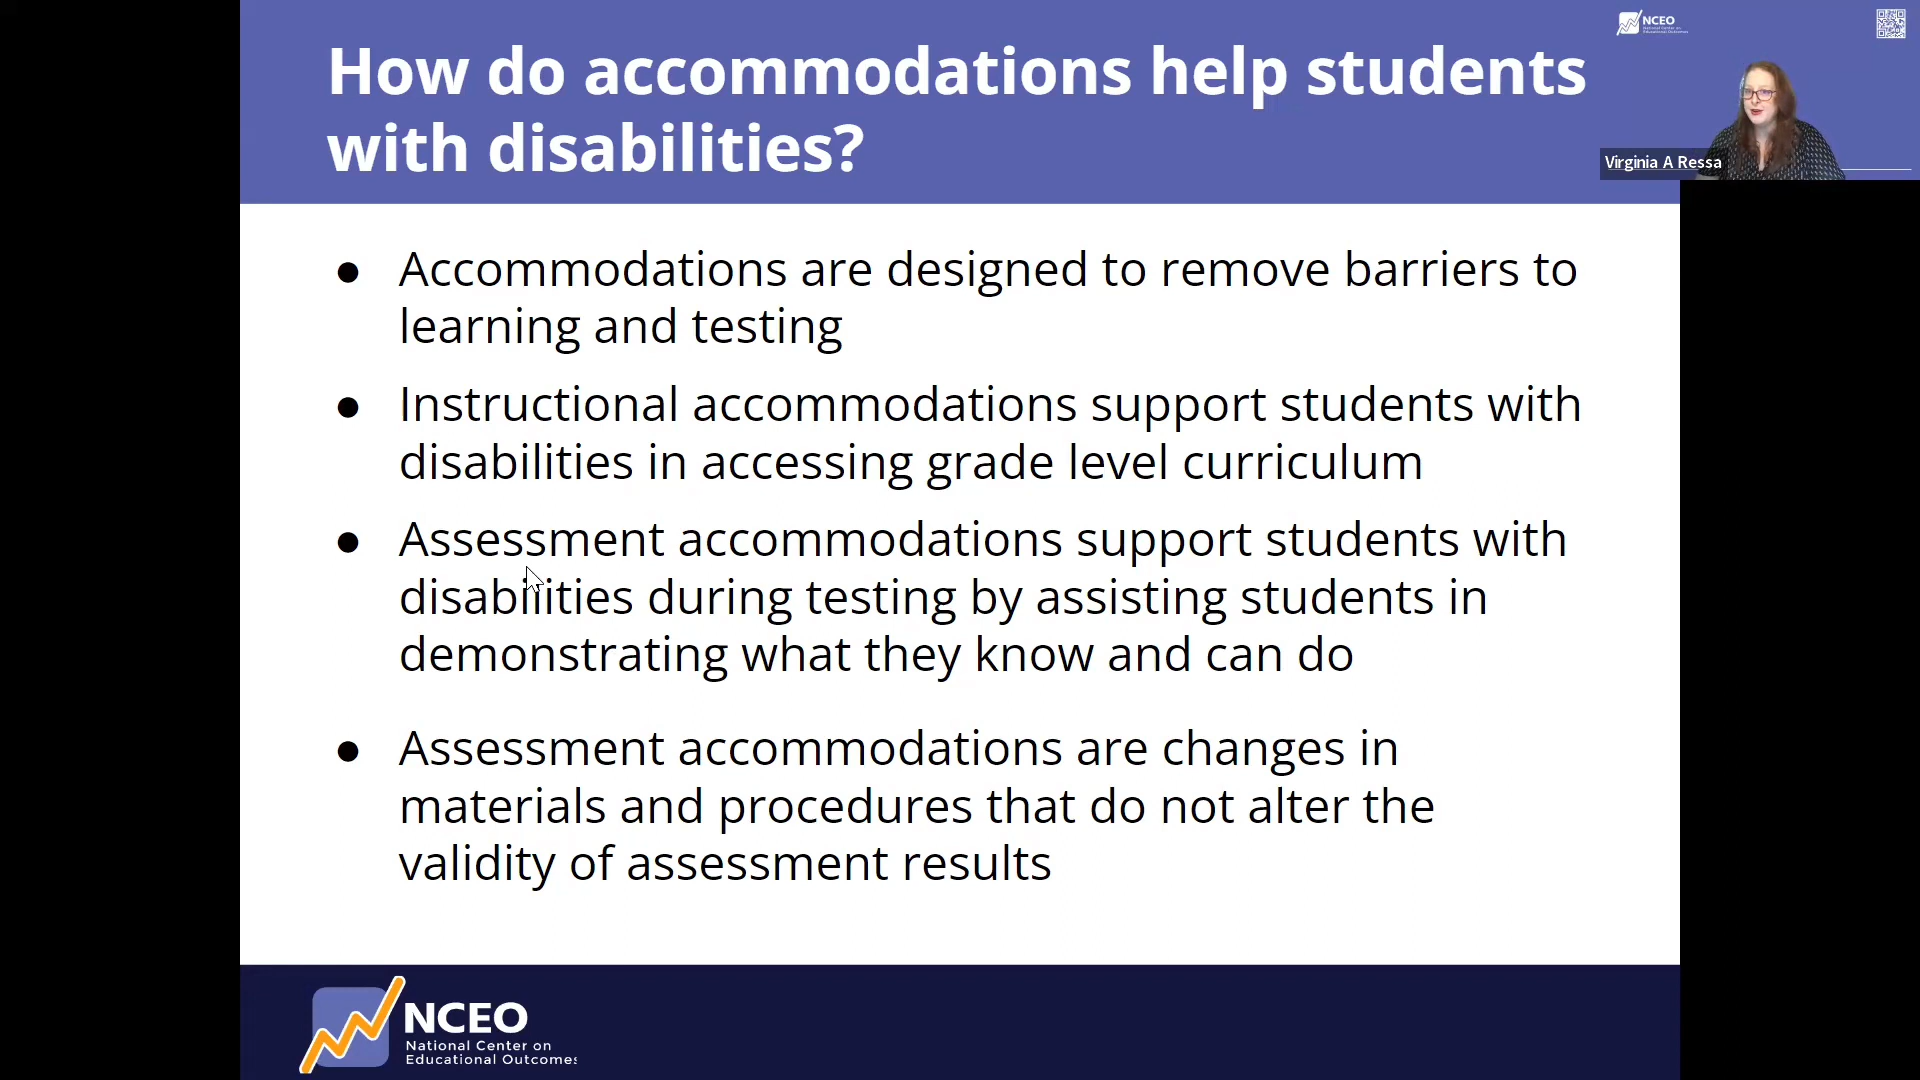 How do accommodations help students
with disabilities?
NCEO
Virginia A Ressa
● Accommodations are designed to remove barriers to
learning and testing
● Instructional accommodations support students with
disabilities in accessing grade level curriculum
● Assessment accommodations support students with
disabilities during testing by assisting students in
demonstrating what they know and can do
● Assessment accommodations are changes in
materials and procedures that do not alter the
validity of assessment results
NCEO
National Center on
Educational Outcomes